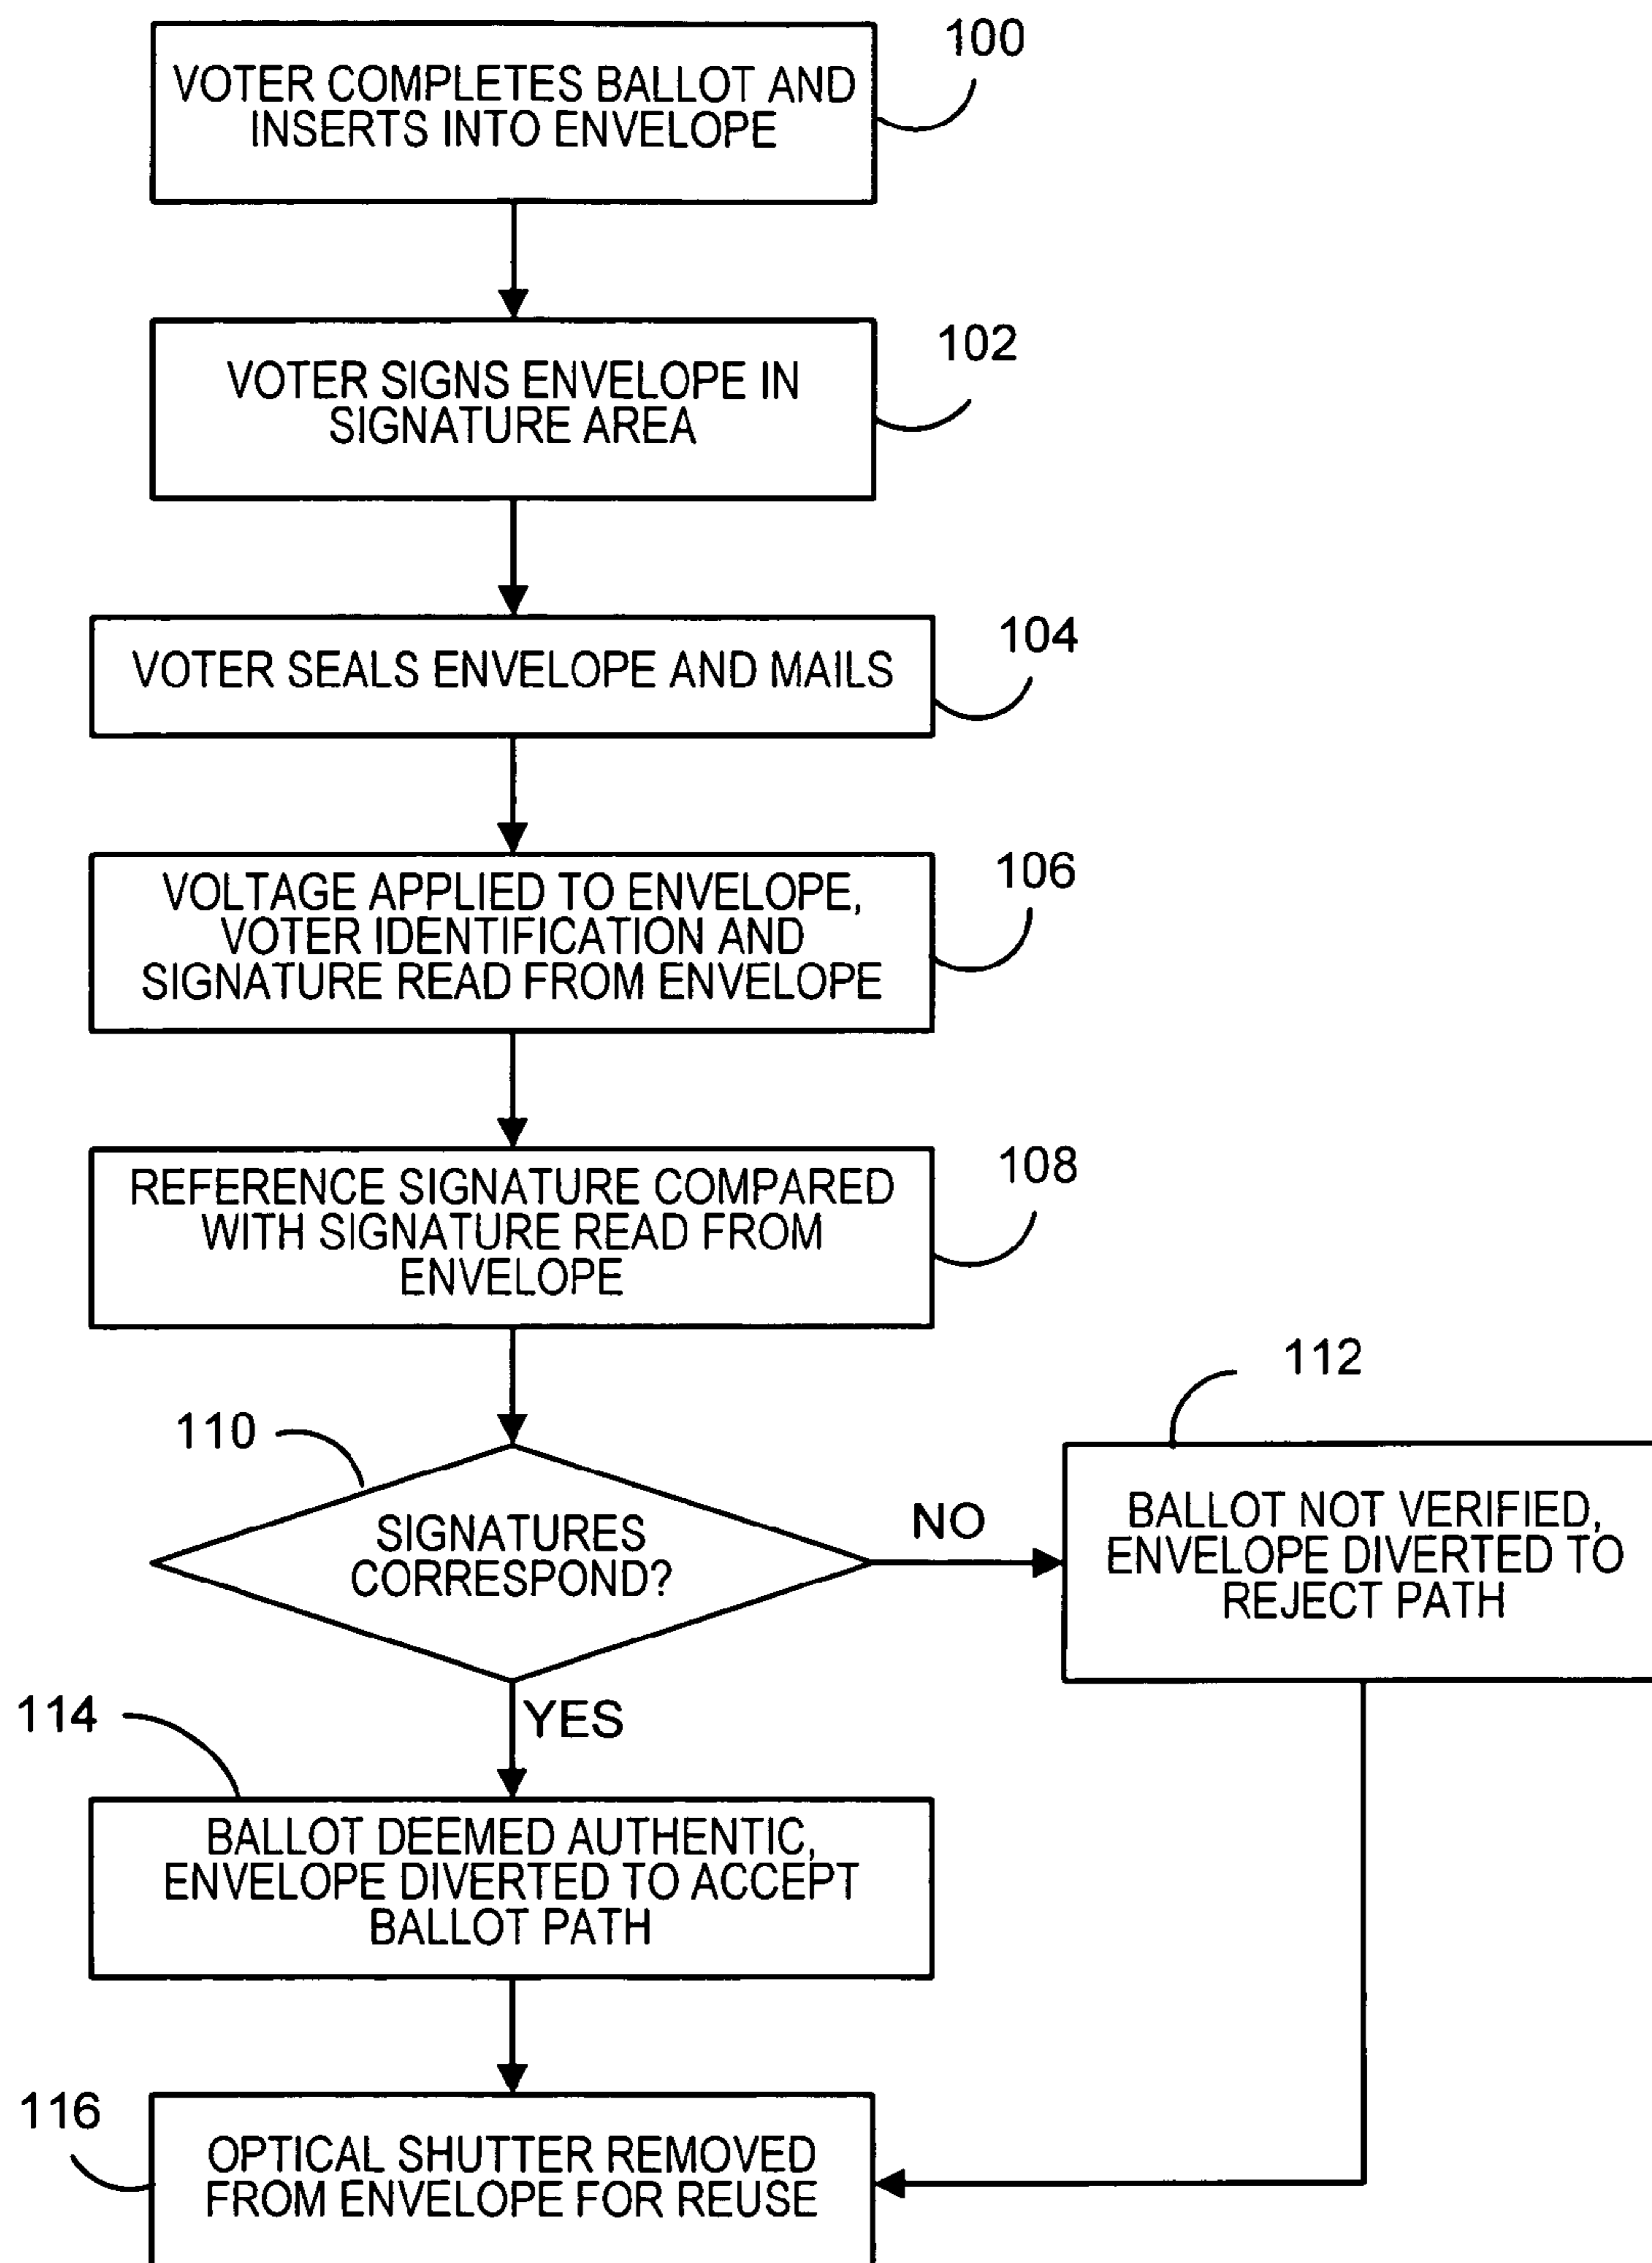 100
VOTER COMPLETES BALLOT AND
INSERTS INTO ENVELOPE
102
VOTER SIGNS ENVELOPE IN
SIGNATURE AREA
104
VOTER SEALS ENVELOPE AND MAILS
106
VOLTAGE APPLIED TO ENVELOPE,
VOTER IDENTIFICATION AND
SIGNATURE READ FROM ENVELOPE
108
REFERENCE SIGNATURE COMPARED
WITH SIGNATURE READ FROM
ENVELOPE
110
SIGNATURES
CORRESPOND?
NO
112
BALLOT NOT VERIFIED,
ENVELOPE DIVERTED TO
REJECT PATH
YES
114
BALLOT DEEMED AUTHENTIC,
ENVELOPE DIVERTED TO ACCEPT
BALLOT PATH
116
OPTICAL SHUTTER REMOVED
FROM ENVELOPE FOR REUSE